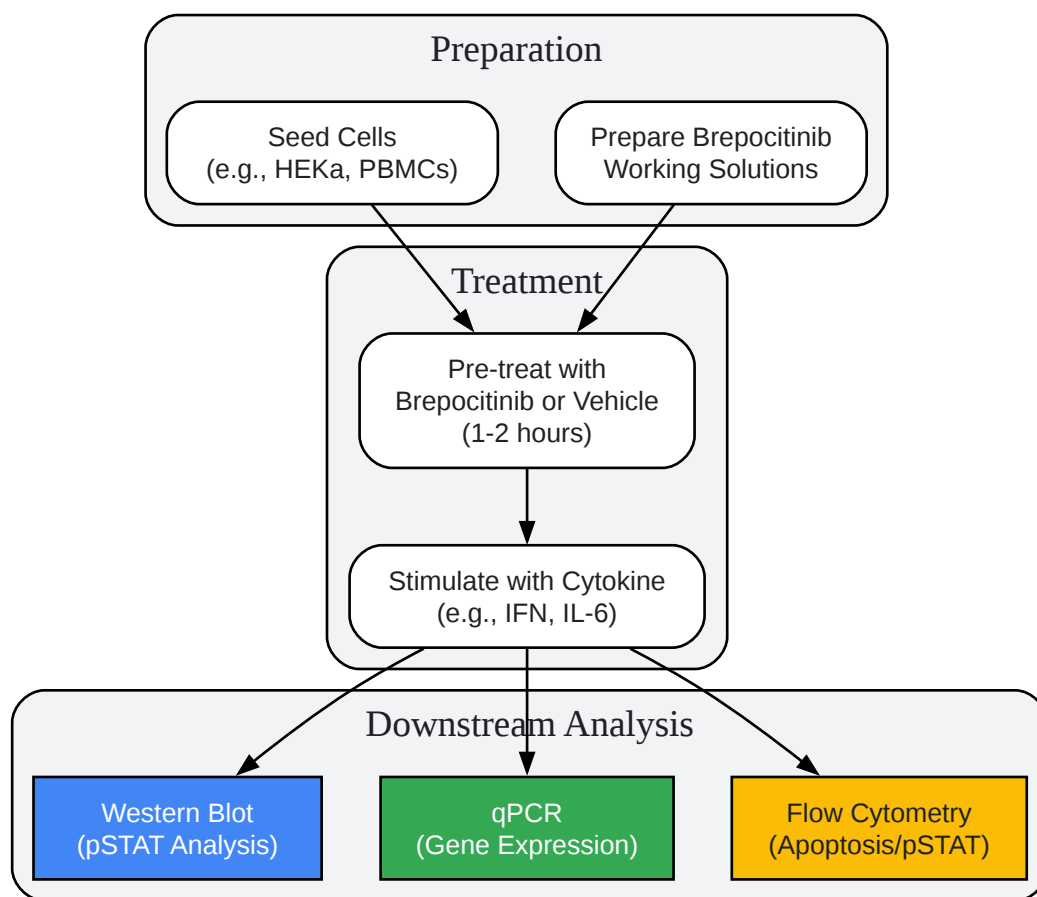 Preparation
Seed Cells
(e.g., HEKa, PBMCs)
Prepare Brepocitinib
Working Solutions
Treatment
Pre-treat with
Brepocitinib or Vehicle
(1-2 hours)
Stimulate with Cytokine
(e.g., IFN, IL-6)
Downstream Analysis
Western Blot
(pSTAT Analysis)
qPCR
(Gene Expression)
Flow Cytometry
(Apoptosis/pSTAT)